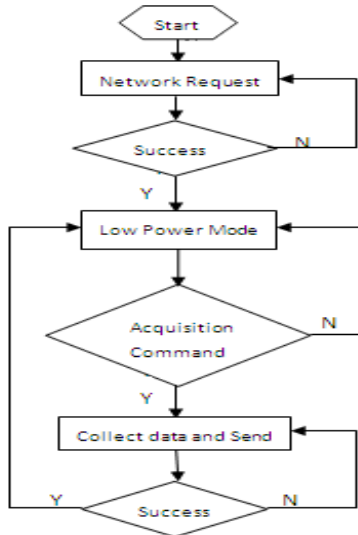 Start
Network Request
Success
N
Y
Low Power Mode
Acquisition
Command
N
Y
Collect data and Send
Y
Success
N